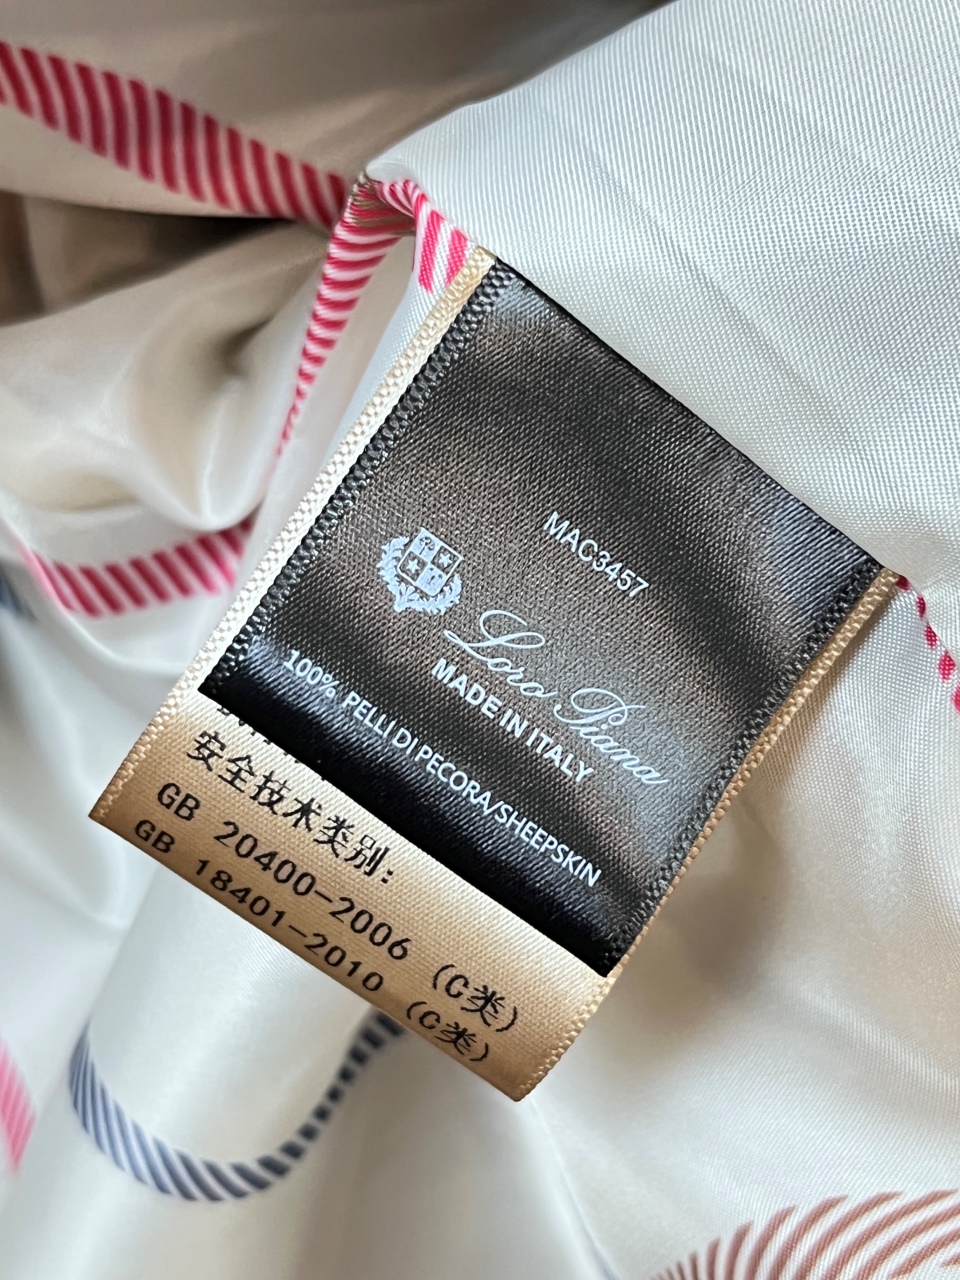 MAC3457
Loro Piana
MADE IN ITALY
100% PELLI DI PECORA/SHEEPSKIN
安全技术类别:
GB 20400-2006 (C类)
GB 18401-2010 (C类)